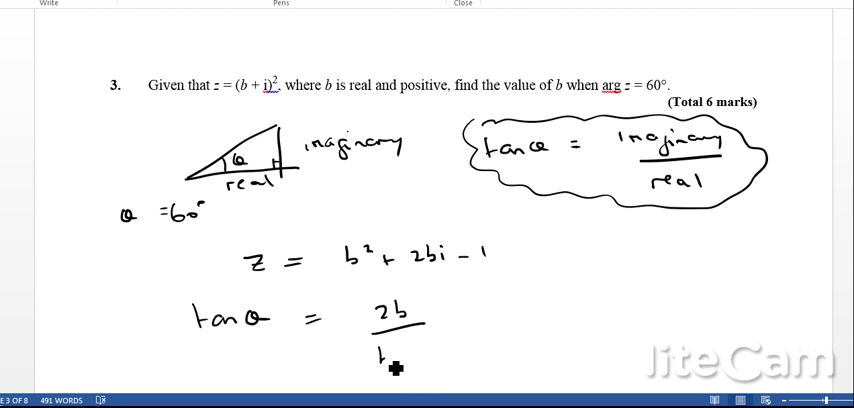 Write Pens Close
3. Given that z = (b + i)², where b is real and positive, find the value of b when arg z = 60°.
(Total 6 marks)
θ imaginary
real
tan θ = imaginary
real
θ = 60°
z = b² + 2bi - 1
tan θ = 2b
liteCam
E 3 OF 8 491 WORDS